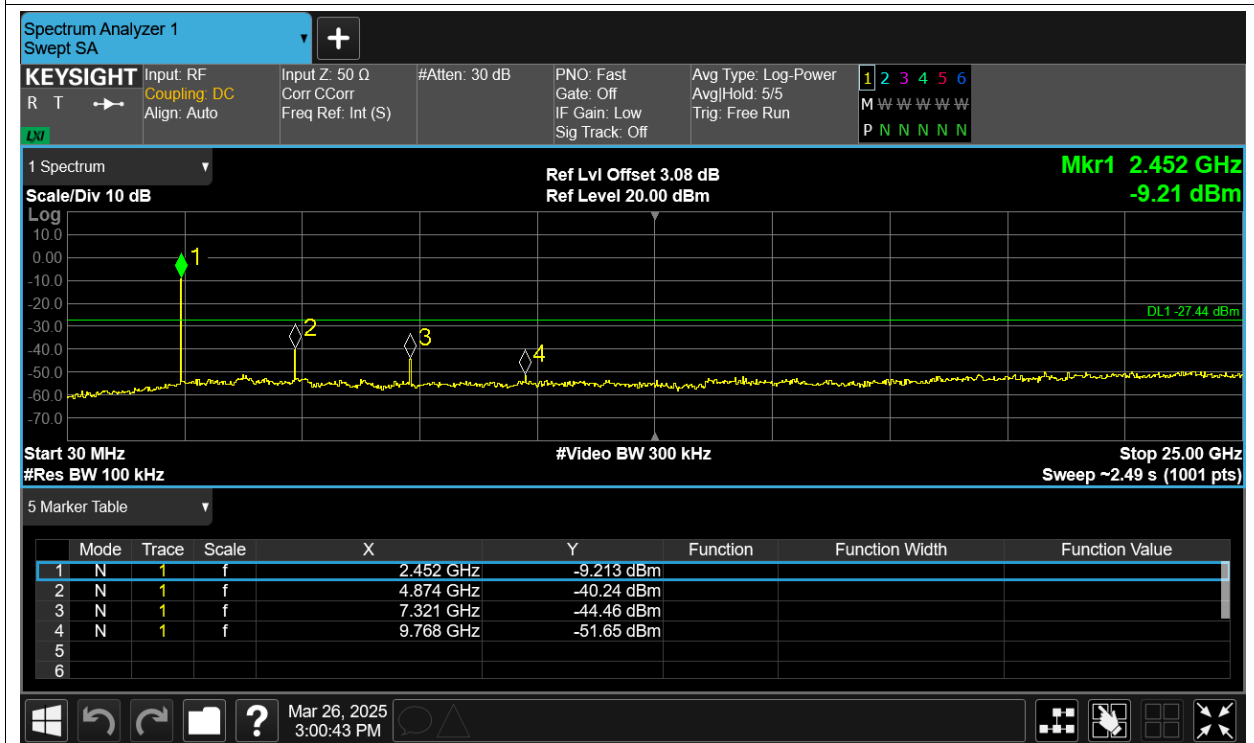 Spectrum Analyzer 1
Swept SA
KEYSIGHT Input: RF Input Z: 50 Ω #Atten: 30 dB PNO: Fast Avg Type: Log-Power 1 2 3 4 5 6
R T Coupling: DC Corr CCorr Gate: Off Avg|Hold: 5/5 M W W W W W
Align: Auto Freq Ref: Int (S) IF Gain: Low Trig: Free Run
LXI Sig Track: Off P N N N N N
1 Spectrum Ref Lvl Offset 3.08 dB Mkr1 2.452 GHz
Scale/Div 10 dB Ref Level 20.00 dBm -9.21 dBm
Log
10.0
0.00 1
-10.0
-20.0
DL1 -27.44 dBm
-30.0 2
3
-40.0 4
-50.0
-60.0
-70.0
Start 30 MHz #Video BW 300 kHz Stop 25.00 GHz
#Res BW 100 kHz Sweep ~2.49 s (1001 pts)
5 Marker Table
Mode Trace Scale X Y Function Function Width Function Value
1 N 1 f 2.452 GHz -9.213 dBm
2 N 1 f 4.874 GHz -40.24 dBm
3 N 1 f 7.321 GHz -44.46 dBm
4 N 1 f 9.768 GHz -51.65 dBm
5
6
? Mar 26, 2025
3:00:43 PM